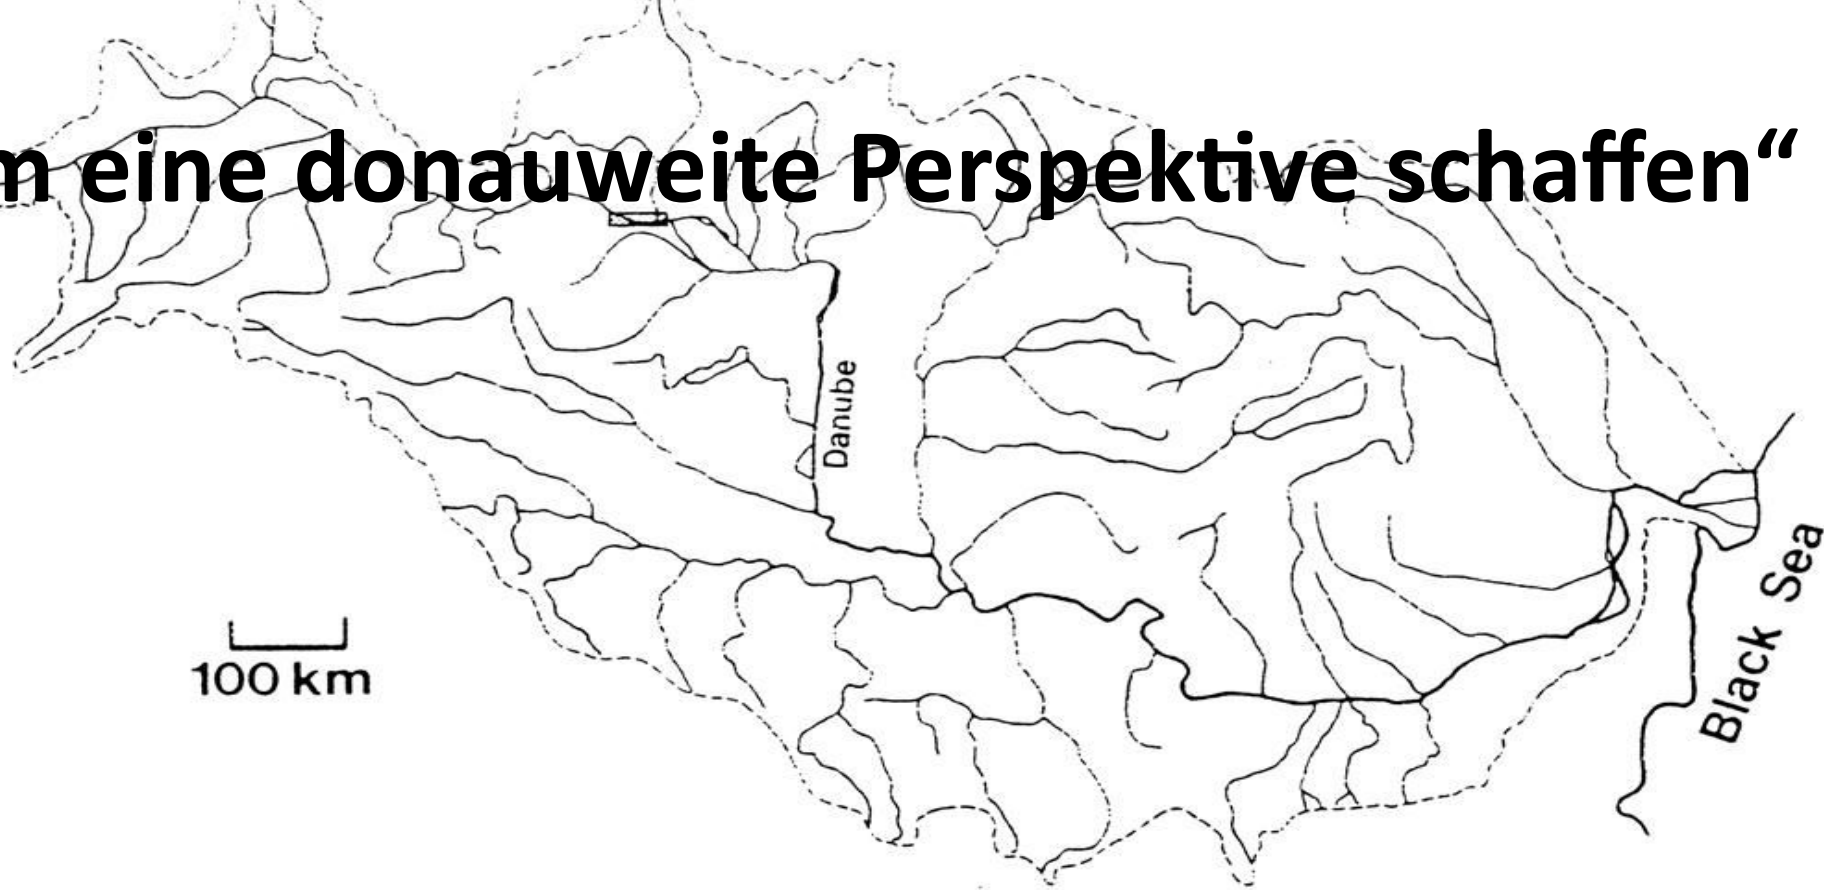 eine donauweite Perspektive schaffen“
Danube
100 km
Black Sea